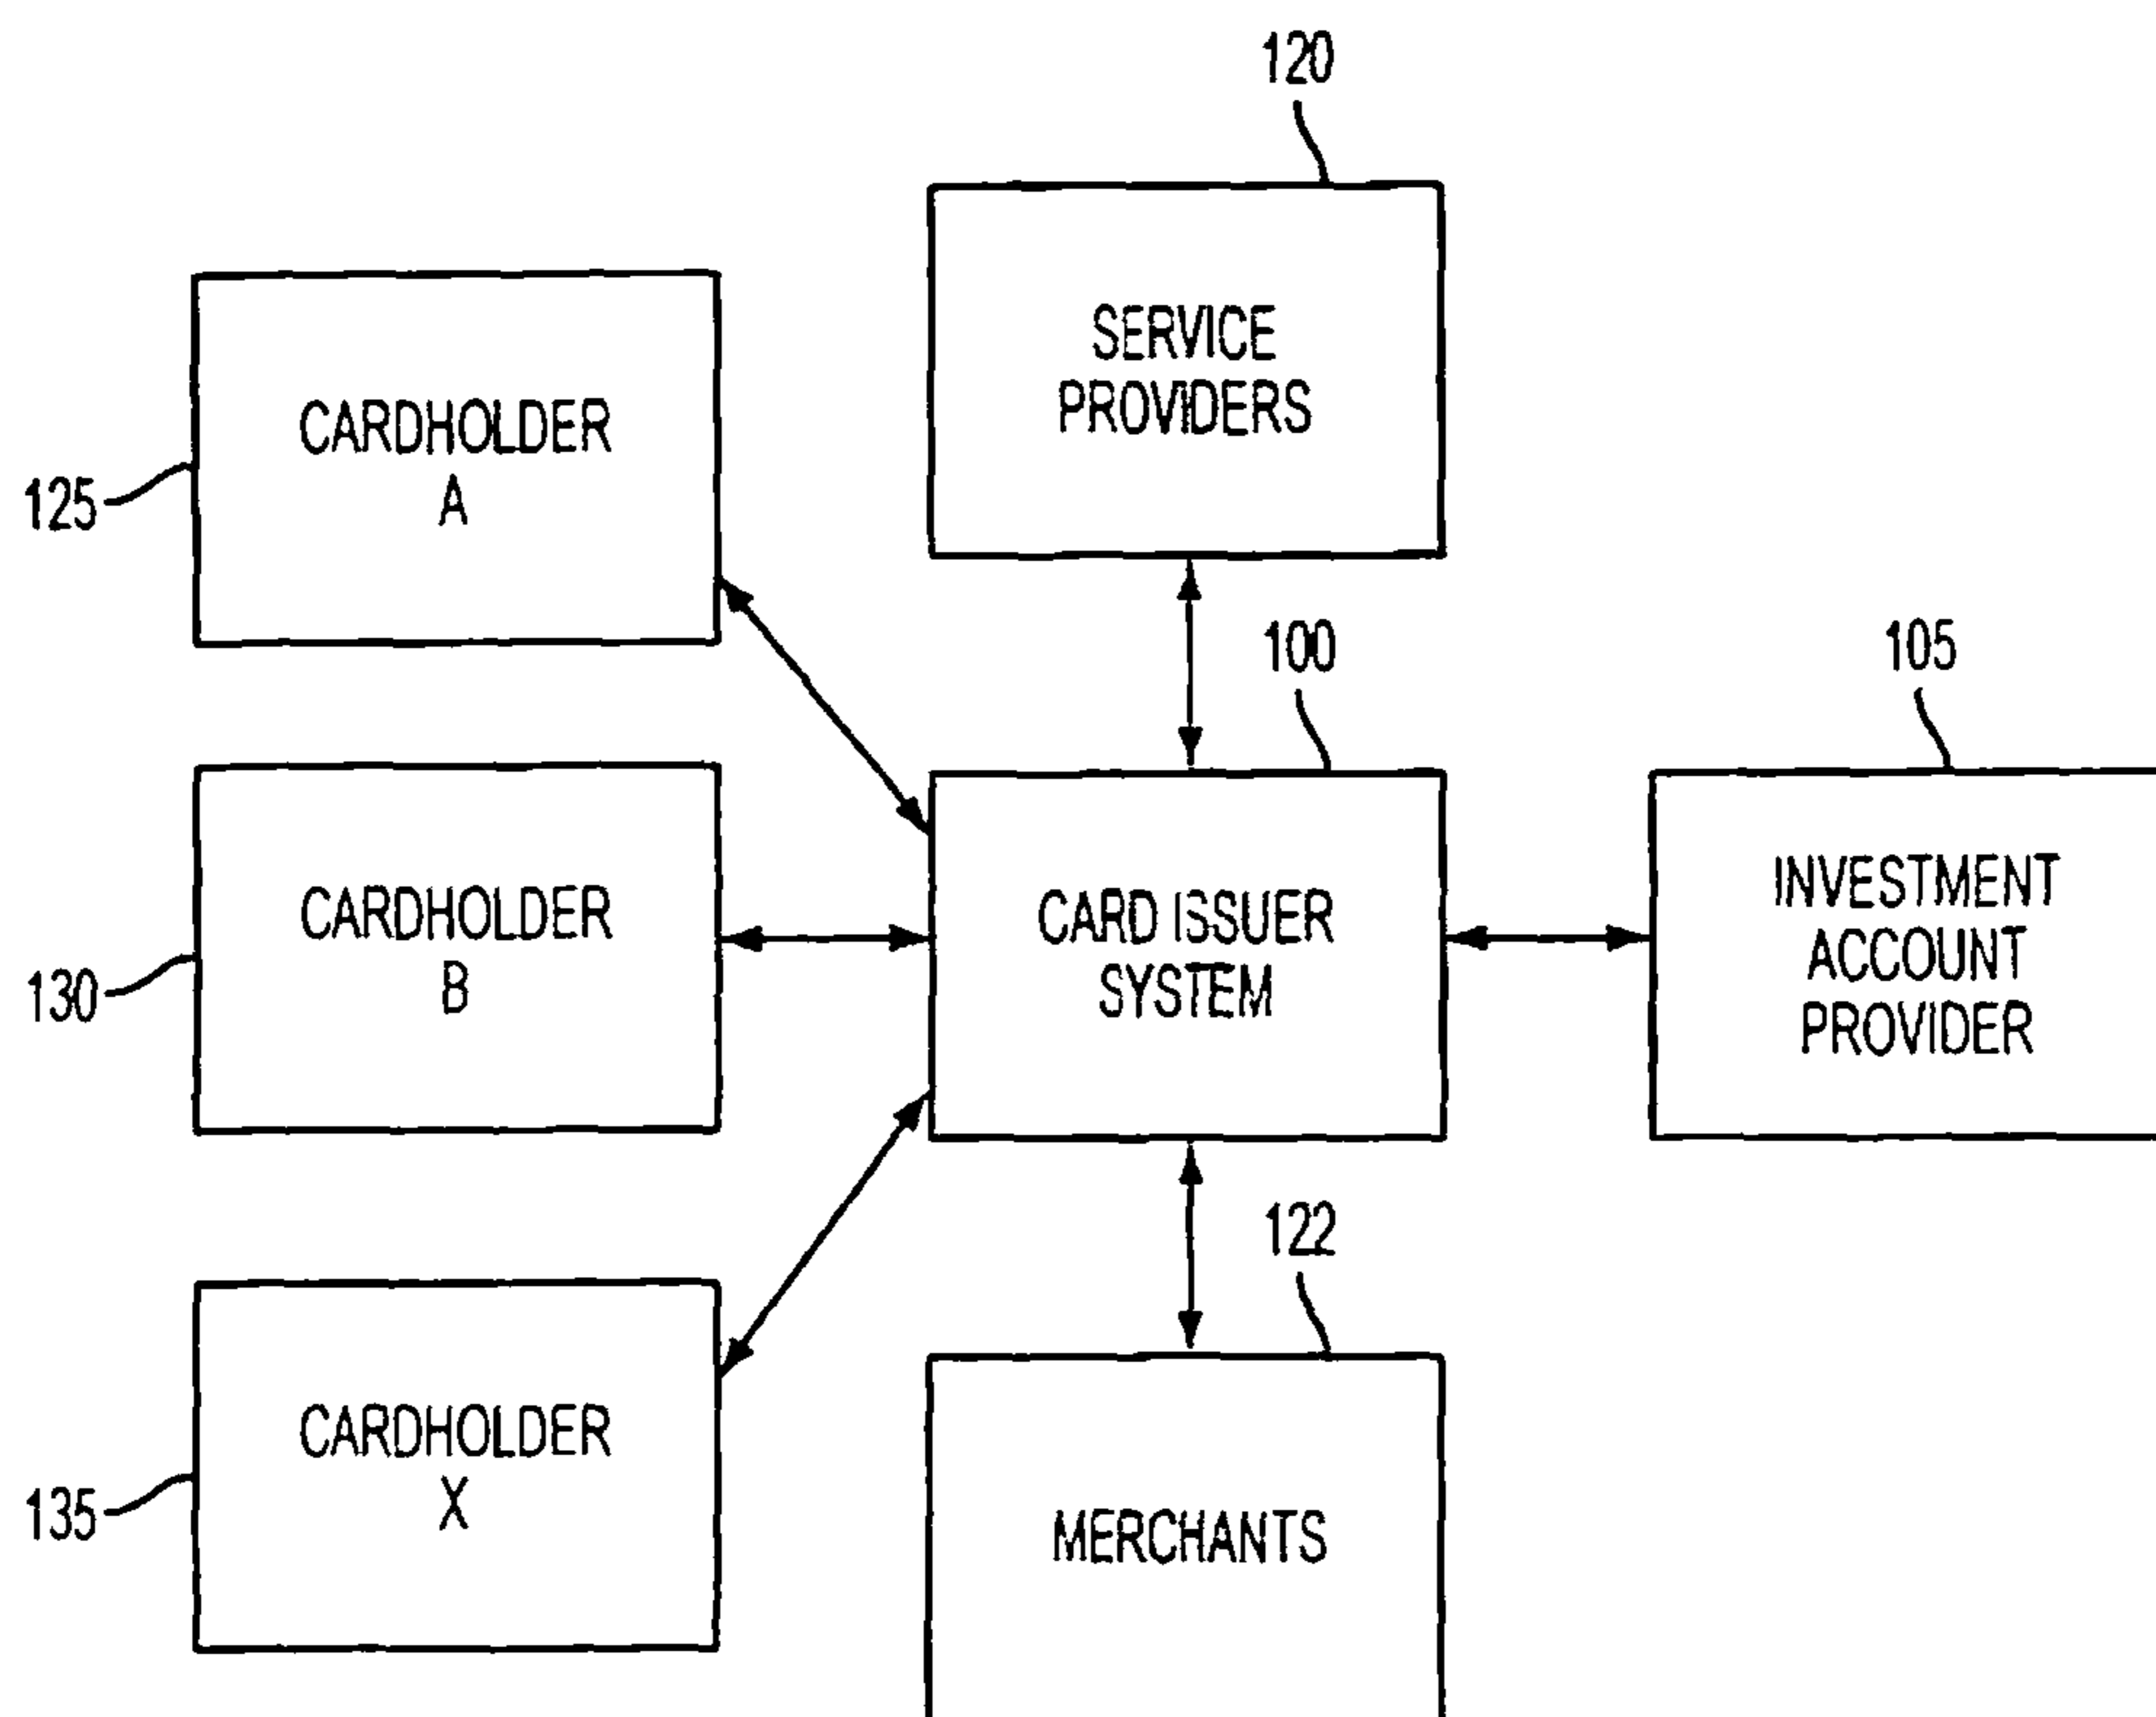 120
SERVICE
PROVIDERS
125
CARDHOLDER
A
100
CARD ISSUER
SYSTEM
105
INVESTMENT
ACCOUNT
PROVIDER
130
CARDHOLDER
B
122
MERCHANTS
135
CARDHOLDER
X